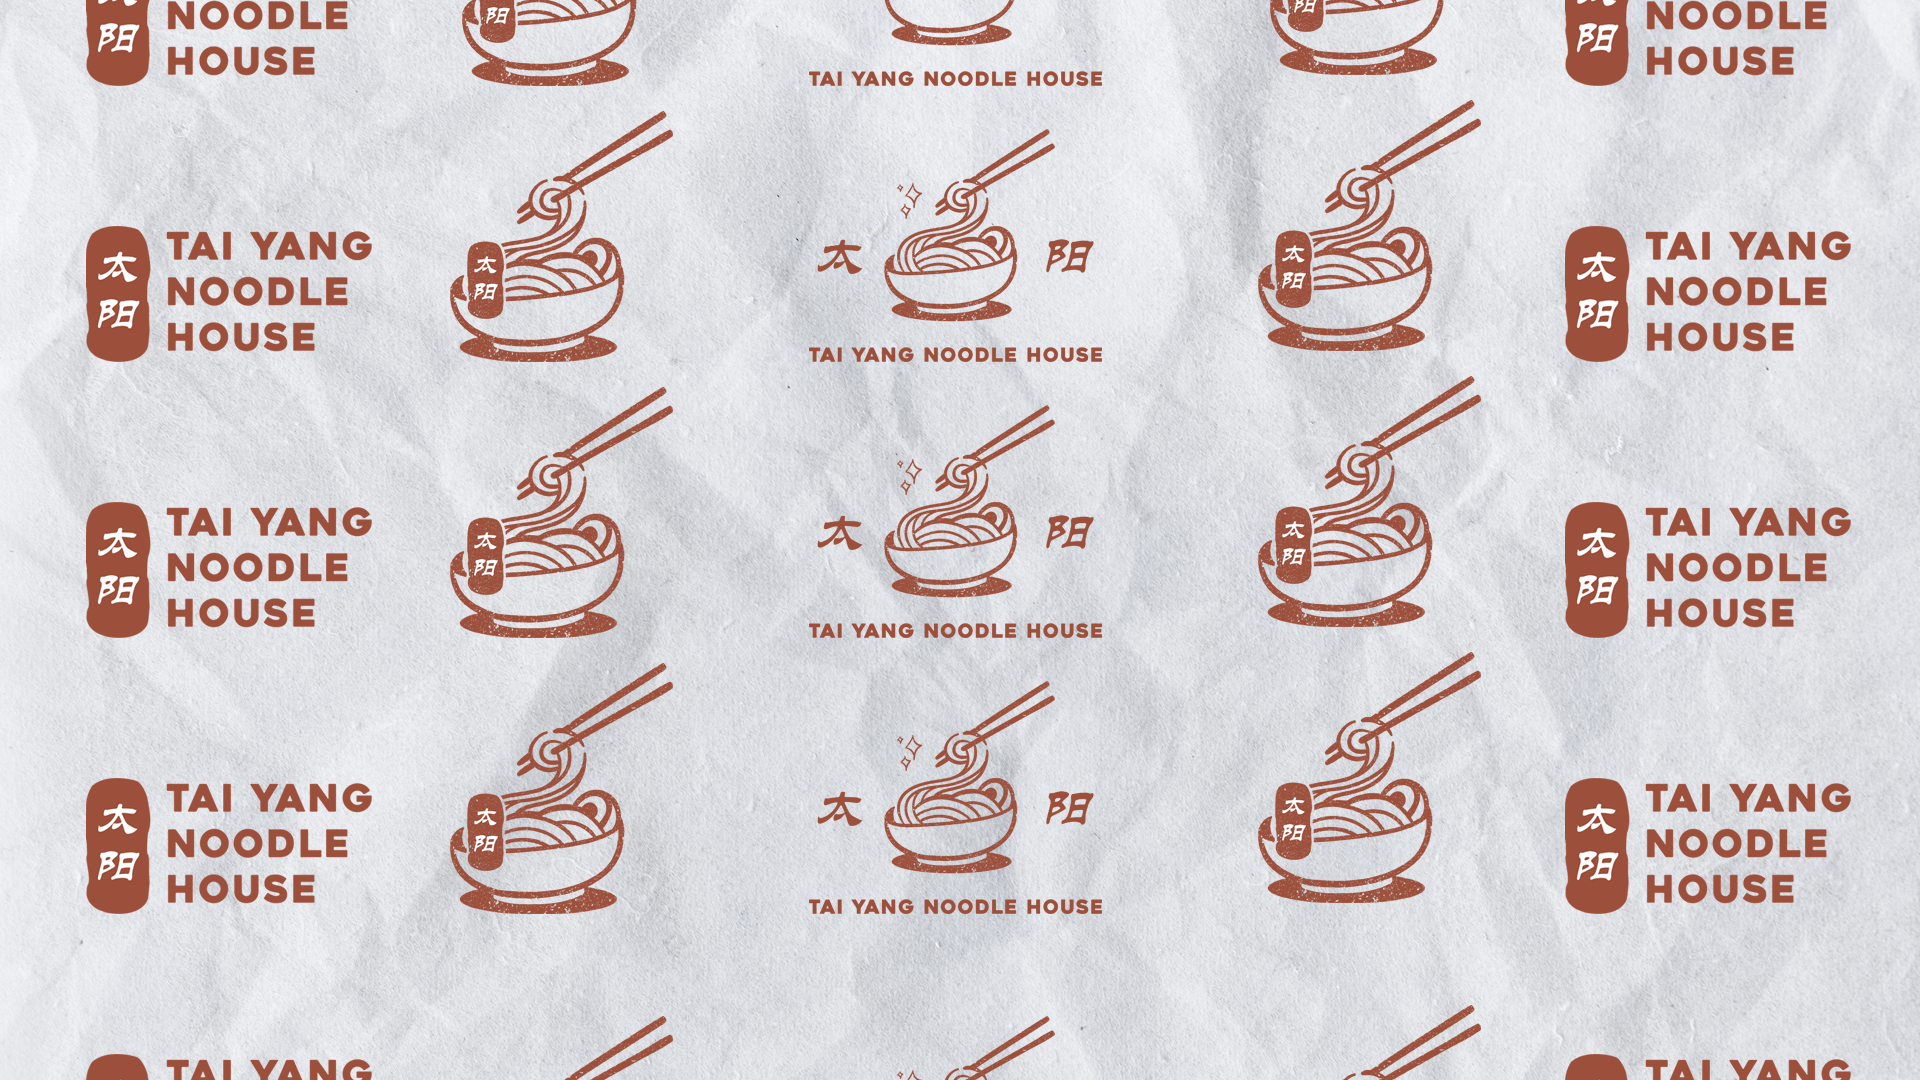 阳
NOODLE
HOUSE
阳
TAI YANG NOODLE HOUSE
阳
阳
NOODLE
HOUSE
太
阳
TAI YANG
NOODLE
HOUSE
太
阳
太 阳
TAI YANG NOODLE HOUSE
太
阳
太
阳
TAI YANG
NOODLE
HOUSE
太
阳
TAI YANG
NOODLE
HOUSE
太
阳
太 阳
TAI YANG NOODLE HOUSE
太
阳
太
阳
TAI YANG
NOODLE
HOUSE
太
阳
TAI YANG
NOODLE
HOUSE
太
阳
太 阳
TAI YANG NOODLE HOUSE
太
阳
太
阳
TAI YANG
NOODLE
HOUSE
TAI YANG
TAI YANG